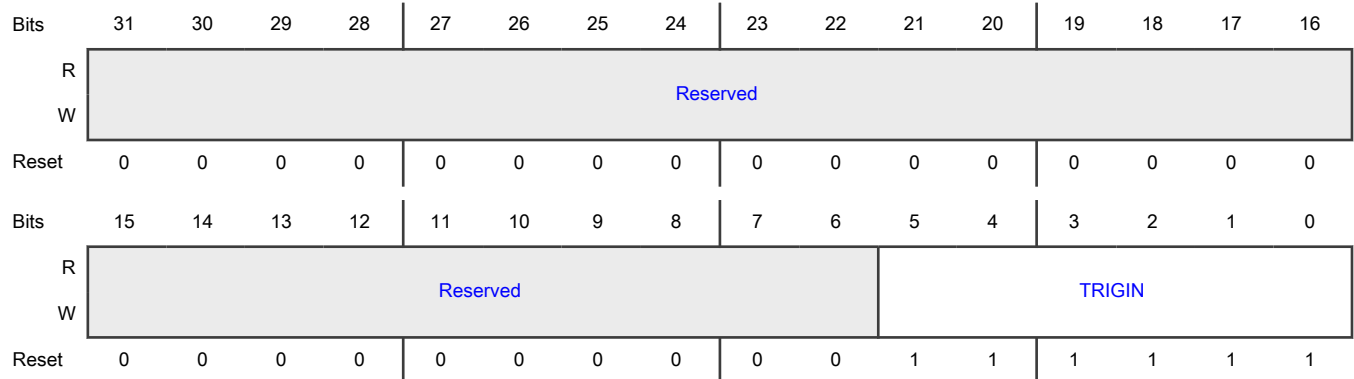 Bits 31 30 29 28 27 26 25 24 23 22 21 20 19 18 17 16
R
Reserved
W
Reset 0 0 0 0 0 0 0 0 0 0 0 0 0 0 0 0
Bits 15 14 13 12 11 10 9 8 7 6 5 4 3 2 1 0
R
Reserved TRIGIN
W
Reset 0 0 0 0 0 0 0 0 0 0 1 1 1 1 1 1